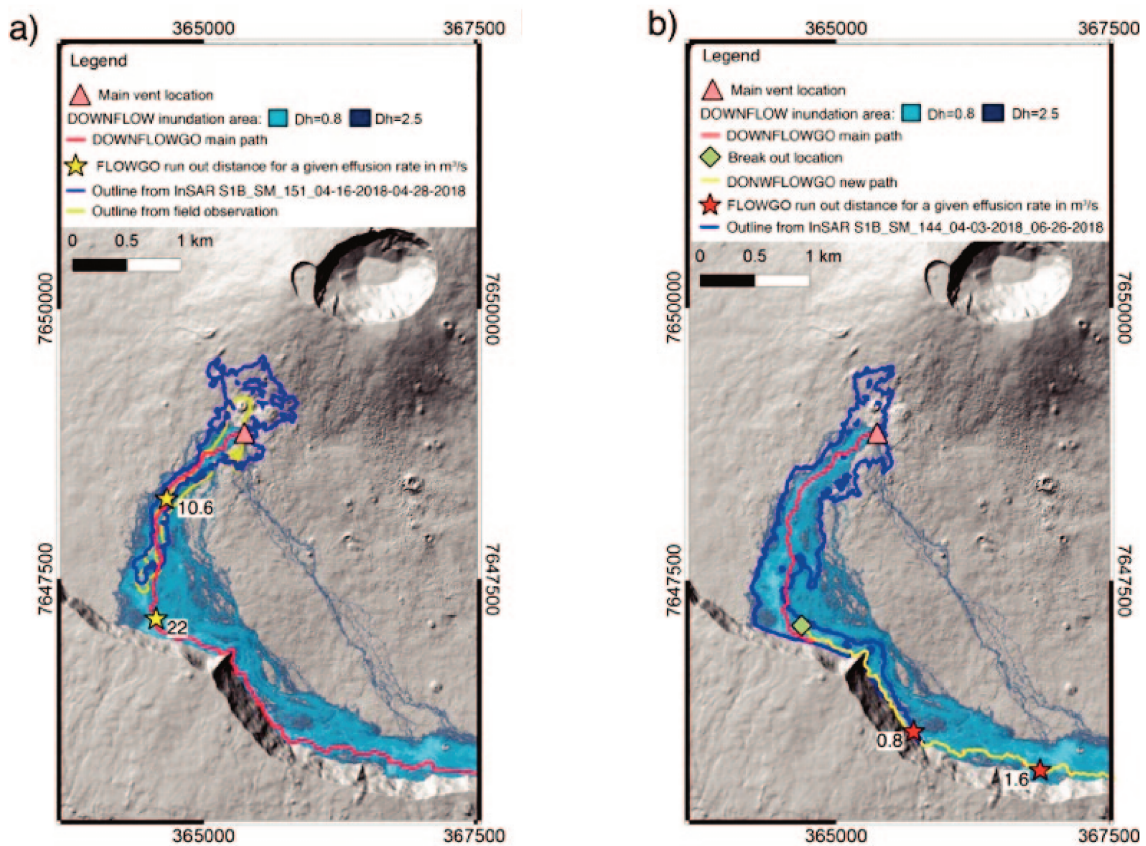 a)
365000
367500
Legend
Main vent location
DOWNFLOW inundation area: Dh=0.8 Dh=2.5
DOWNFLOWGO main path
FLOWGO run out distance for a given effusion rate in m³/s
Outline from InSAR S1B_SM_151_04-16-2018-04-28-2018
Outline from field observation
0 0.5 1 km
7650000
7650000
10.6
7647500
7647500
22
365000
367500
b)
365000
367500
Legend
Main vent location
DOWNFLOW inundation area: Dh=0.8 Dh=2.5
DOWNFLOWGO main path
Break out location
DONWFLOWGO new path
FLOWGO run out distance for a given effusion rate in m³/s
Outline from InSAR S1B_SM_144_04-03-2018_06-26-2018
0 0.5 1 km
7650000
7650000
7647500
7647500
0.8
1.6
365000
367500